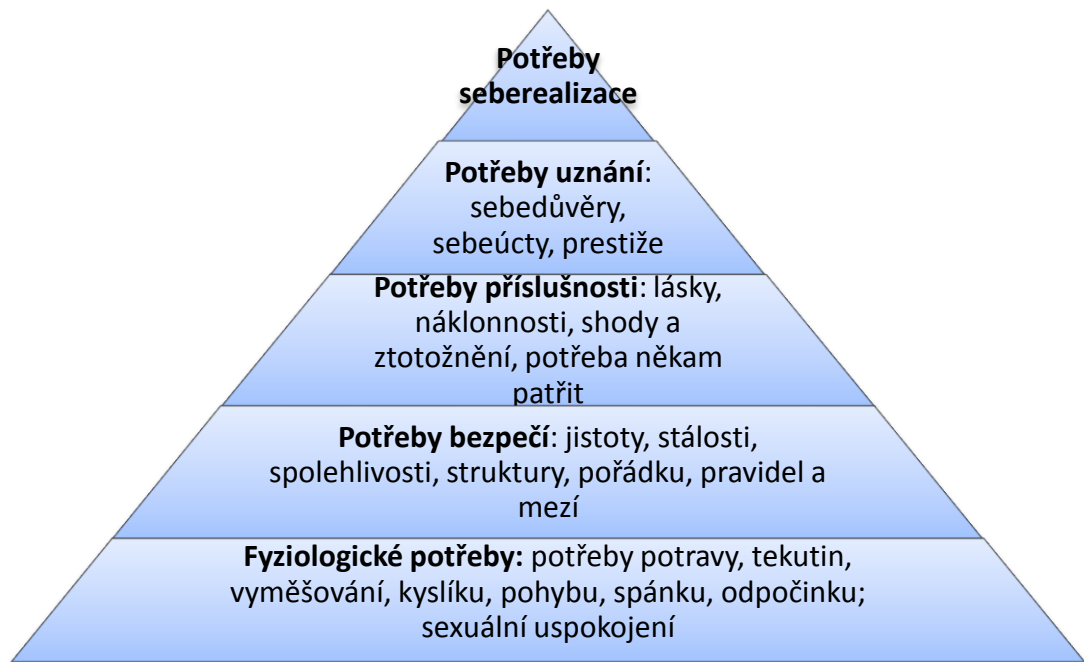 Potřeby
seberealizace
Potřeby uznání:
sebedůvěry,
sebeúcty, prestiže
Potřeby příslušnosti: lásky,
náklonnosti, shody a
ztotožnění, potřeba někam
patřit
Potřeby bezpečí: jistoty, stálosti,
spolehlivosti, struktury, pořádku, pravidel a
mezí
Fyziologické potřeby: potřeby potravy, tekutin,
vyměšování, kyslíku, pohybu, spánku, odpočinku;
sexuální uspokojení